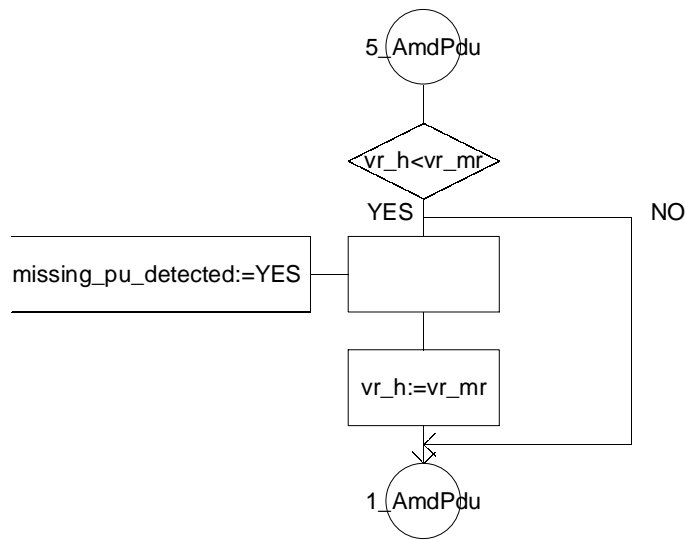 5_AmdPdu
vr_h<vr_mr
YES
NO
missing_pu_detected:=YES
vr_h:=vr_mr
1_AmdPdu